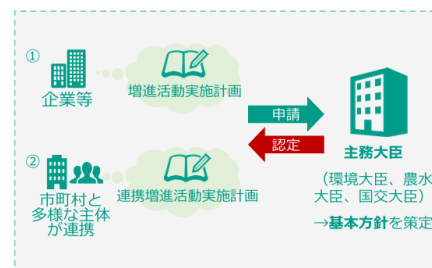 ①
企業等
増進活動実施計画
申請
認定
主務大臣
（環境大臣、農水
大臣、国交大臣）
→基本方針を策定
②
市町村と
多様な主体
が連携
連携増進活動実施計画